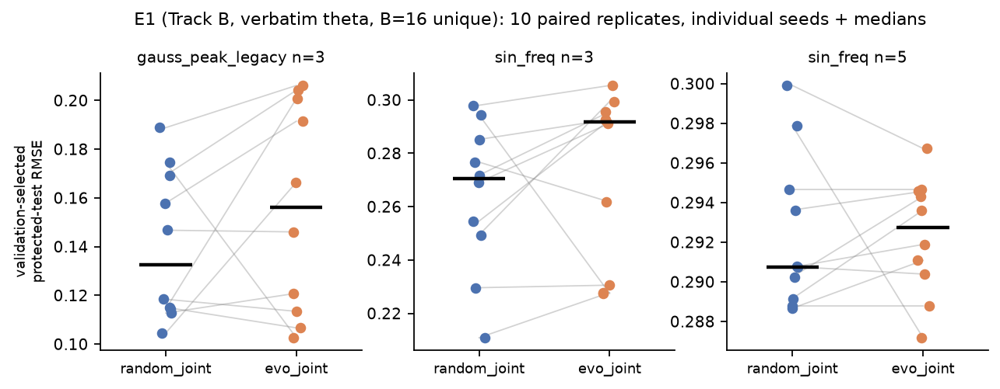 E1 (Track B, verbatim theta, B=16 unique): 10 paired replicates, individual seeds + medians
gauss_peak_legacy n=3
sin_freq n=3
sin_freq n=5
validation-selected
protected-test RMSE
0.20
0.18
0.16
0.14
0.12
0.10
random_joint
evo_joint
0.30
0.28
0.26
0.24
0.22
random_joint
evo_joint
0.300
0.298
0.296
0.294
0.292
0.290
0.288
random_joint
evo_joint